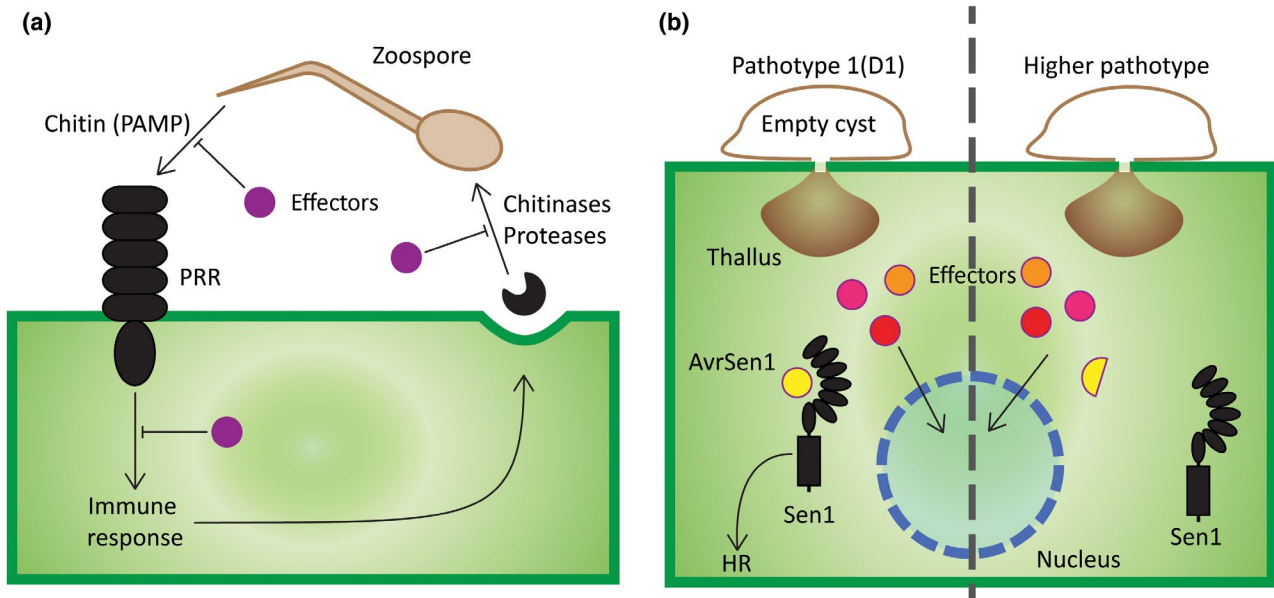 (a)
Zoospore
Chitin (PAMP)
Effectors
Chitinases
Proteases
PRR
Immune
response
(b)
Pathotype 1(D1)
Higher pathotype
Empty cyst
Thallus
Effectors
AvrSen1
Sen1
Sen1
HR
Nucleus